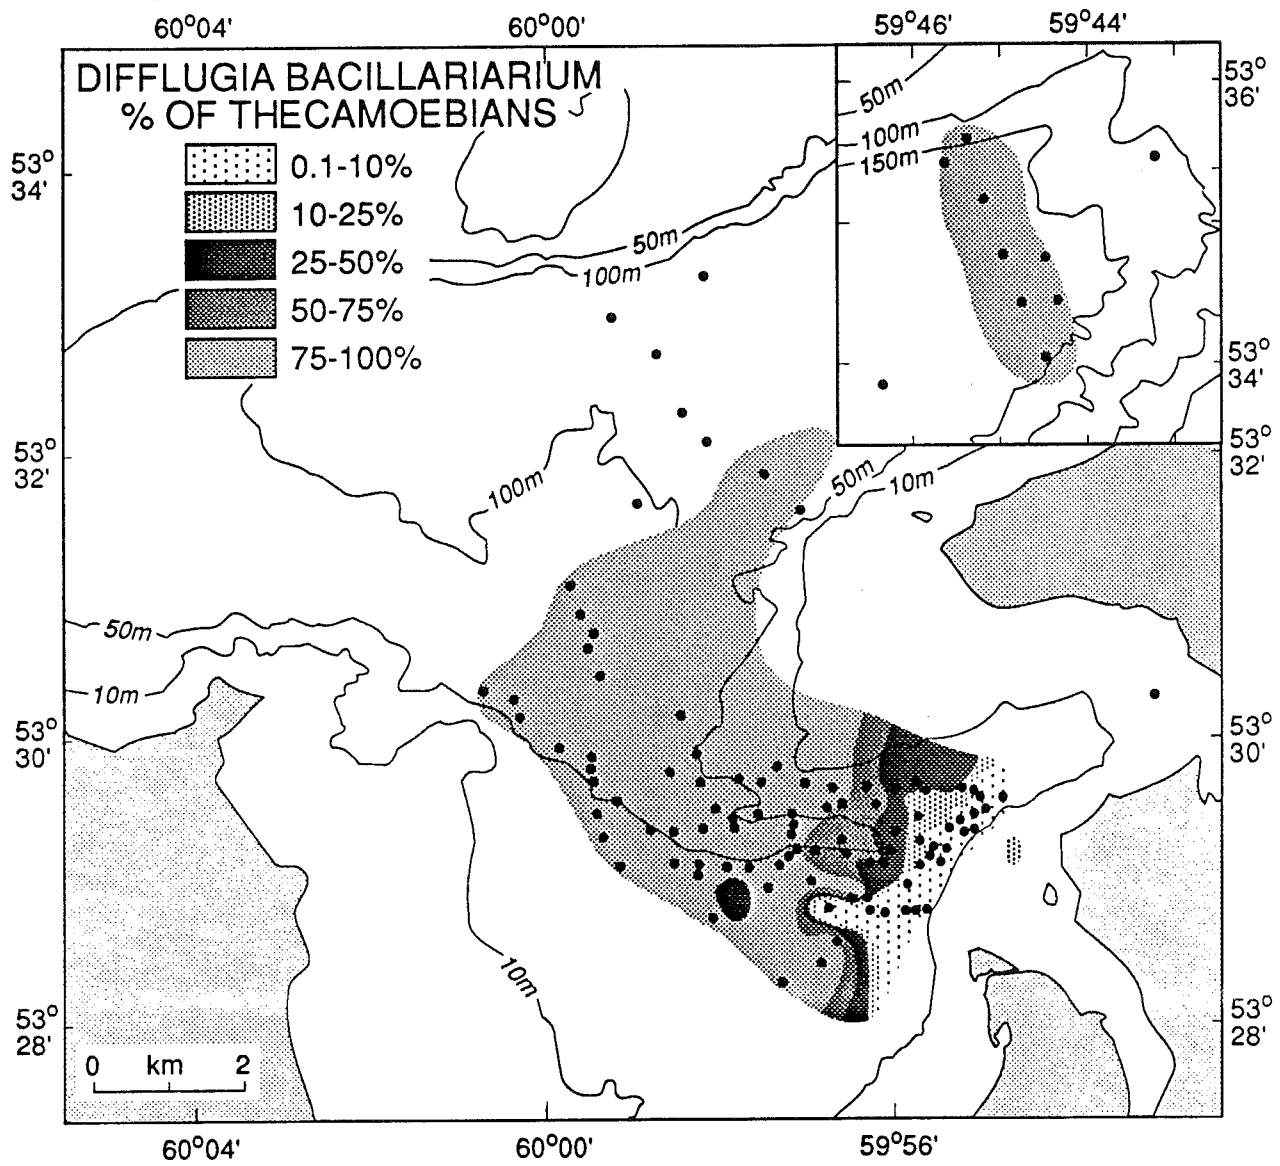 60°04' 60°00' 59°46' 59°44'
DIFFLUGIA BACILLARIARIUM
% OF THECAMOEBIANS
0.1-10%
10-25%
25-50%
50-75%
75-100%
53°
34'
53°
32'
53°
30'
53°
28'
50m
100m
50m
100m
150m
53°
36'
53°
34'
53°
32'
53°
30'
53°
28'
100m
50m
10m
50m
10m
10m
0 km 2
60°04' 60°00' 59°56'